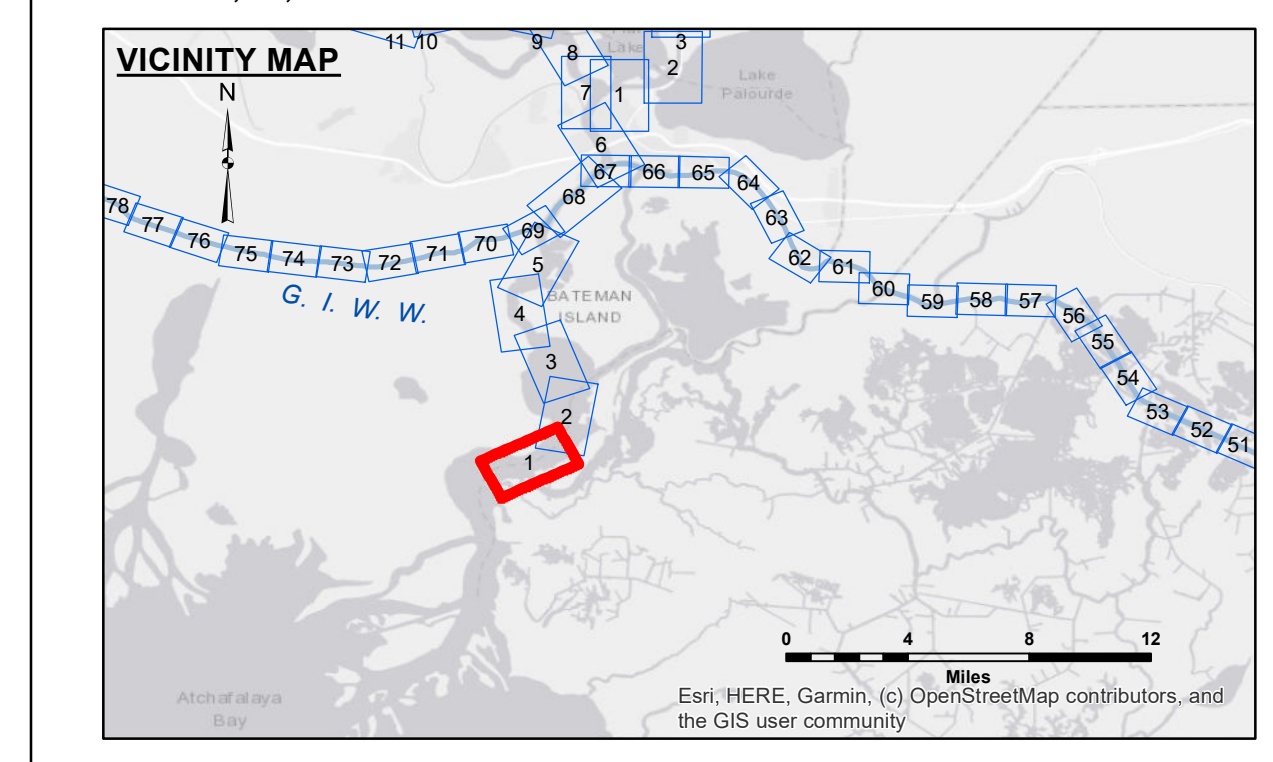 VICINITY MAP
N
11 10 9 8 3
Lake
2
Lake
Palourde
7 1
6
67 66 65 64
68
63
78
77
69
76
75 74 73 72 71 70
62 61
5
60
59 58 57
G. I. W. W.
BATEMAN
ISLAND
4
56
55
3
54
2
53
52
51
1
0 4 8 12
Miles
Esri, HERE, Garmin, (c) OpenStreetMap contributors, and
the GIS user community
Atchafalaya
Bay